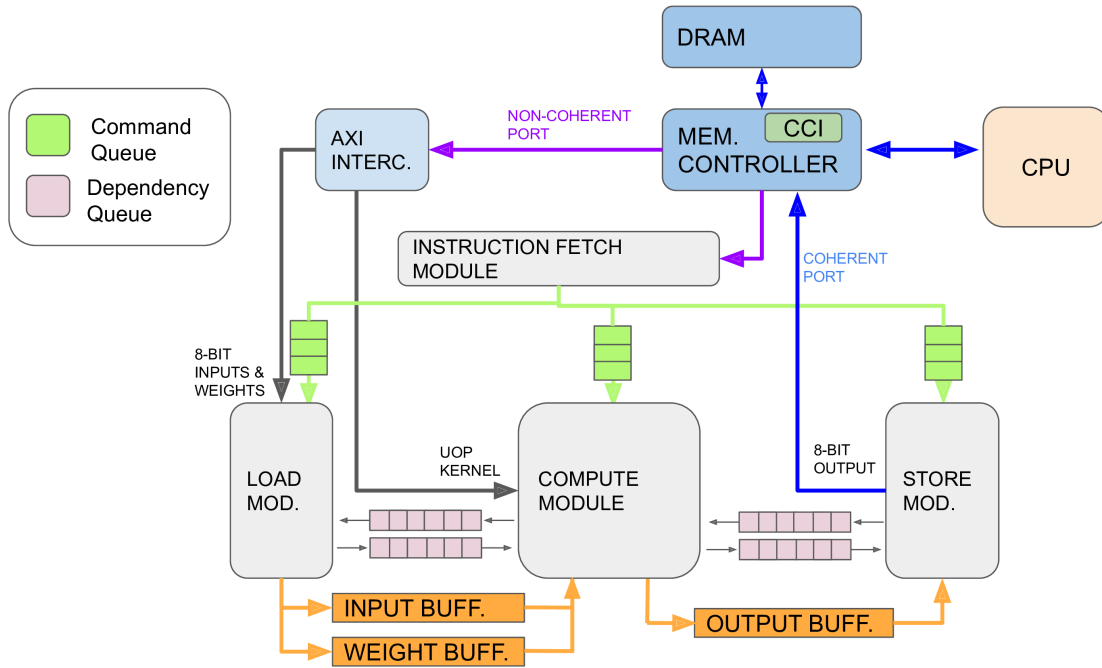 DRAM
Command
Queue
Dependency
Queue
NON-COHERENT
PORT
AXI
INTERC.
CCI
MEM.
CONTROLLER
CPU
INSTRUCTION FETCH
MODULE
COHERENT
PORT
8-BIT
INPUTS &
WEIGHTS
UOP
KERNEL
8-BIT
OUTPUT
LOAD
MOD.
COMPUTE
MODULE
STORE
MOD.
INPUT BUFF.
WEIGHT BUFF.
OUTPUT BUFF.